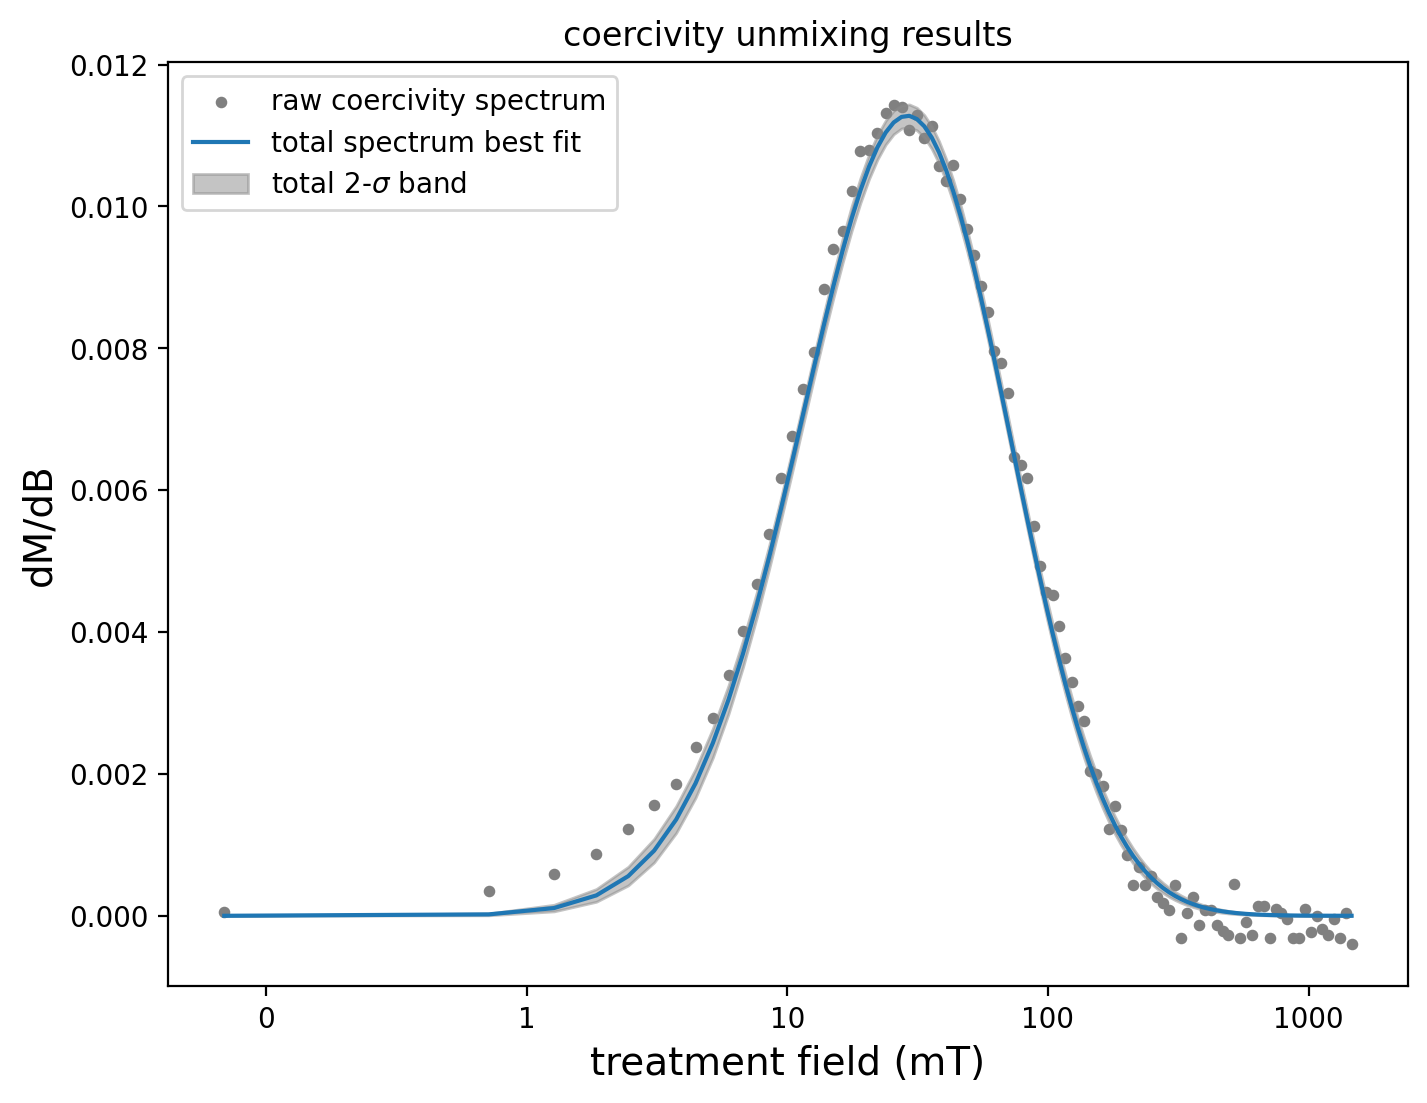 coercivity unmixing results
0.012
0.010
0.008
0.006
0.004
0.002
0.000
dM/dB
raw coercivity spectrum
total spectrum best fit
total 2-σ band
0 1 10 100 1000
treatment field (mT)